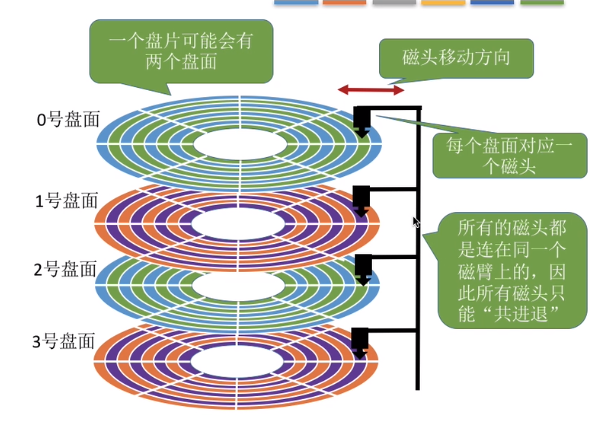 一个盘片可能会有
两个盘面
磁头移动方向
0号盘面
每个盘面对应一
个磁头
1号盘面
所有的磁头都
是连在同一个
磁臂上的，因
此所有磁头只
能“共进退”
2号盘面
3号盘面